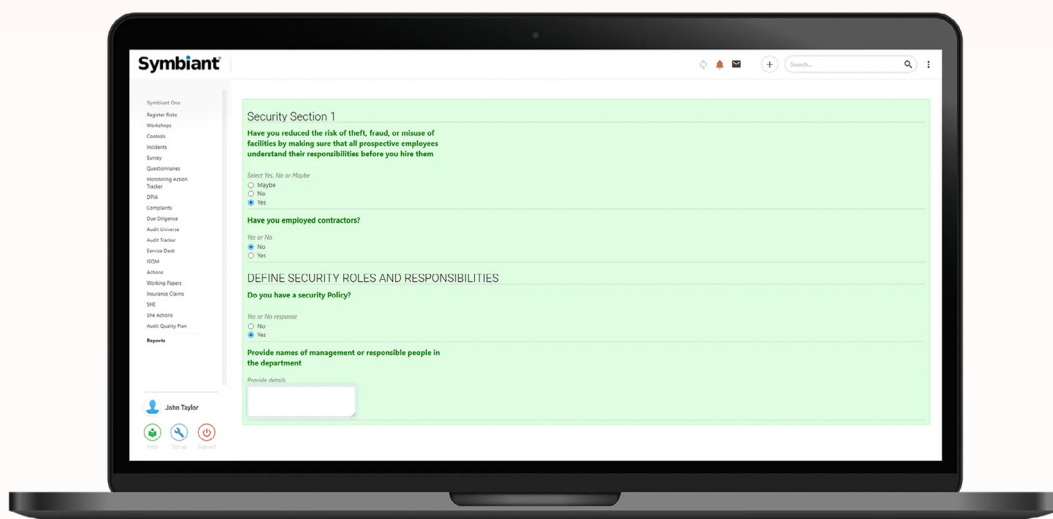 Symbiant
Search...
Symbiant One
Register Risks
Workshops
Controls
Incidents
Survey
Questionnaires
Monitoring Action
Tracker
DPIA
Complaints
Due Diligence
Audit Universe
Audit Tracker
Service Desk
ISQM
Actions
Working Papers
Insurance Claims
SHE
She Actions
Audit Quality Plan
Reports
John Taylor
Help Set up
Security Section 1
Have you reduced the risk of theft, fraud, or misuse of
facilities by making sure that all prospective employees
understand their responsibilities before you hire them
Select Yes, No or Maybe
Maybe
No
Yes
Have you employed contractors?
Yes or No
No
Yes
DEFINE SECURITY ROLES AND RESPONSIBILITIES
Do you have a security Policy?
Yes or No response
No
Yes
Provide names of management or responsible people in
the department
Provide details